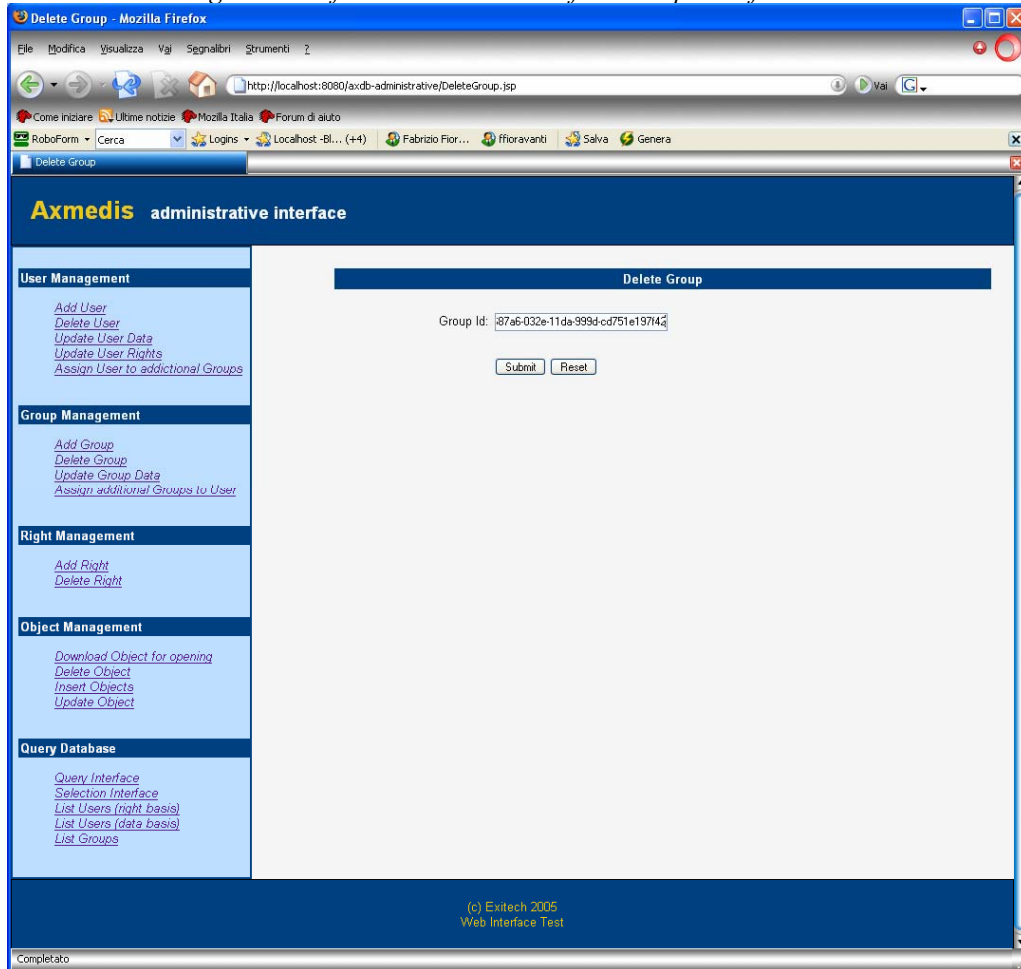 Delete Group - Mozilla Firefox
File Modifica Visualizza Vai Segnalibri Strumenti ?
http://localhost:8080/axdb-administrative/DeleteGroup.jsp Vai G
Come iniziare Ultime notizie Mozilla Italia Forum di aiuto
RoboForm Cerca Logins Localhost -Bl... (+4) Fabrizio Fior... ffioravanti Salva Genera
Delete Group
Axmedis administrative interface
User Management
Add User
Delete User
Update User Data
Update User Rights
Assign User to addictional Groups
Group Management
Add Group
Delete Group
Update Group Data
Assign additional Groups to User
Right Management
Add Right
Delete Right
Object Management
Download Object for opening
Delete Object
Insert Objects
Update Object
Query Database
Query Interface
Selection Interface
List Users (right basis)
List Users (data basis)
List Groups
Delete Group
Group Id: -87a6-032e-11da-999d-cd751e197f42
Submit Reset
(c) Exitech 2005
Web Interface Test
Completato